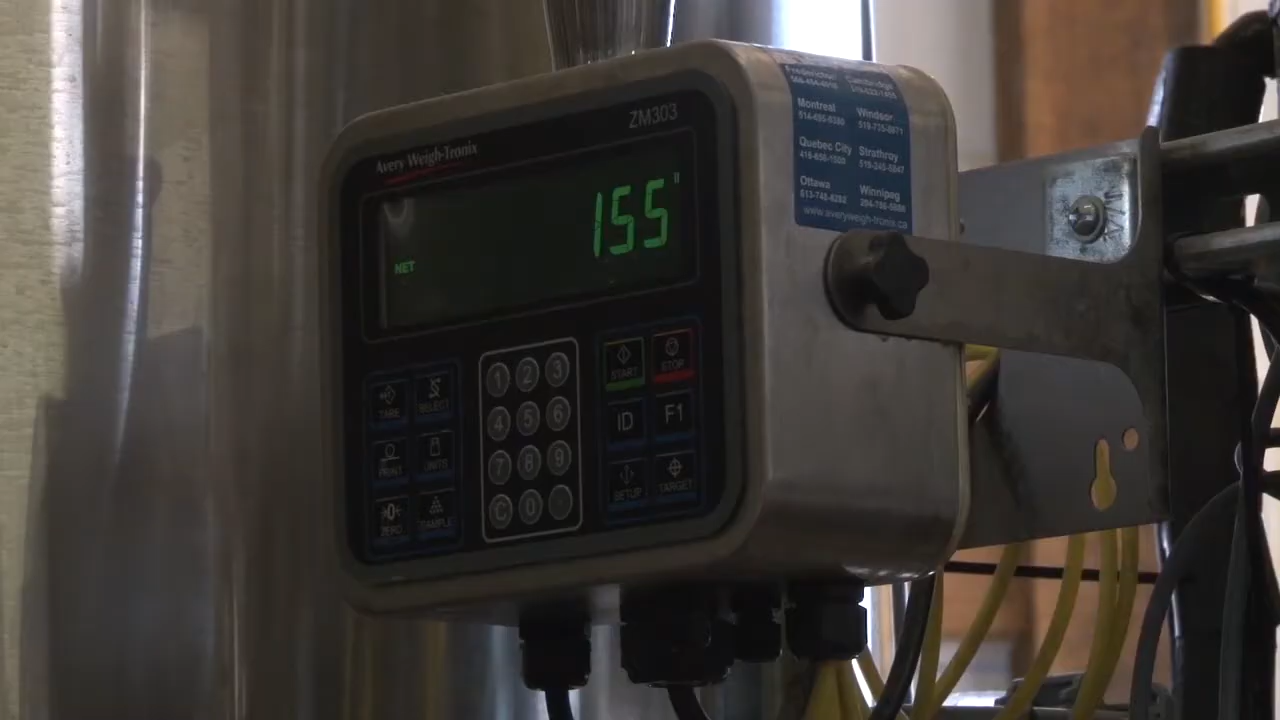 ZM303
Avery Weigh-Tronix
155
NET
TARE SELECT
PRINT UNITS
ZERO SAMPLE
1 2 3
4 5 6
7 8 9
C 0
START STOP
ID F1
SETUP TARGET
Fredericton Cambridge
Montreal Windsor
Quebec City Strathroy
Ottawa Winnipeg
www.averyweigh-tronix.ca